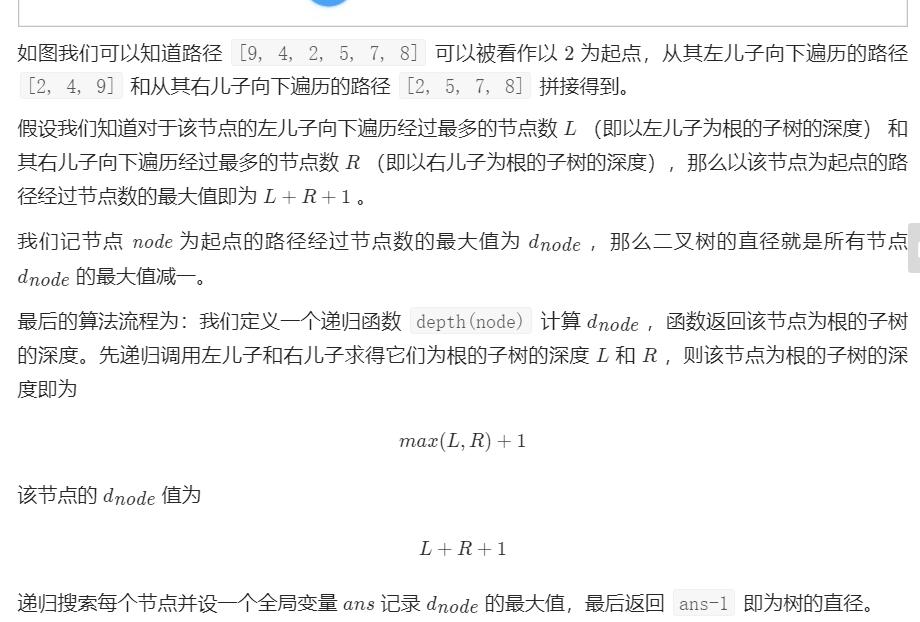 如图我们可以知道路径 [9, 4, 2, 5, 7, 8] 可以被看作以 2 为起点，从其左儿子向下遍历的路径
[2, 4, 9] 和从其右儿子向下遍历的路径 [2, 5, 7, 8] 拼接得到。
假设我们知道对于该节点的左儿子向下遍历经过最多的节点数 L （即以左儿子为根的子树的深度） 和
其右儿子向下遍历经过最多的节点数 R （即以右儿子为根的子树的深度），那么以该节点为起点的路
径经过节点数的最大值即为 L + R + 1 。
我们记节点 node 为起点的路径经过节点数的最大值为 d_node ，那么二叉树的直径就是所有节点
d_node 的最大值减一。
最后的算法流程为：我们定义一个递归函数 depth(node) 计算 d_node ，函数返回该节点为根的子树
的深度。先递归调用左儿子和右儿子求得它们为根的子树的深度 L 和 R ，则该节点为根的子树的深
度即为
max(L, R) + 1
该节点的 d_node 值为
L + R + 1
递归搜索每个节点并设一个全局变量 ans 记录 d_node 的最大值，最后返回 ans-1 即为树的直径。